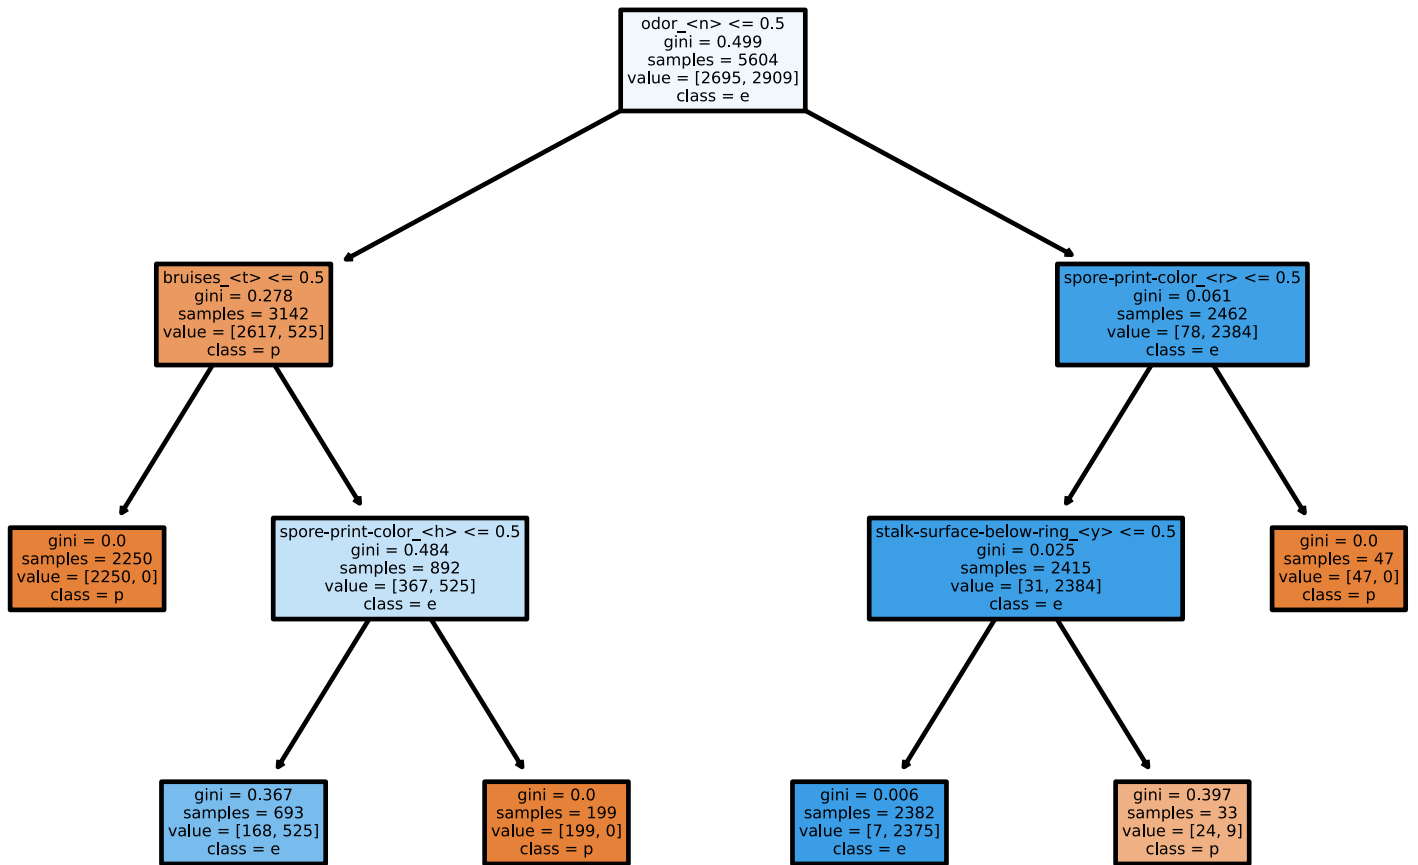 odor_<n> <= 0.5
gini = 0.499
samples = 5604
value = [2695, 2909]
class = e
bruises_<t> <= 0.5
gini = 0.278
samples = 3142
value = [2617, 525]
class = p
spore-print-color_<r> <= 0.5
gini = 0.061
samples = 2462
value = [78, 2384]
class = e
gini = 0.0
samples = 2250
value = [2250, 0]
class = p
spore-print-color_<h> <= 0.5
gini = 0.484
samples = 892
value = [367, 525]
class = e
stalk-surface-below-ring_<y> <= 0.5
gini = 0.025
samples = 2415
value = [31, 2384]
class = e
gini = 0.0
samples = 47
value = [47, 0]
class = p
gini = 0.367
samples = 693
value = [168, 525]
class = e
gini = 0.0
samples = 199
value = [199, 0]
class = p
gini = 0.006
samples = 2382
value = [7, 2375]
class = e
gini = 0.397
samples = 33
value = [24, 9]
class = p